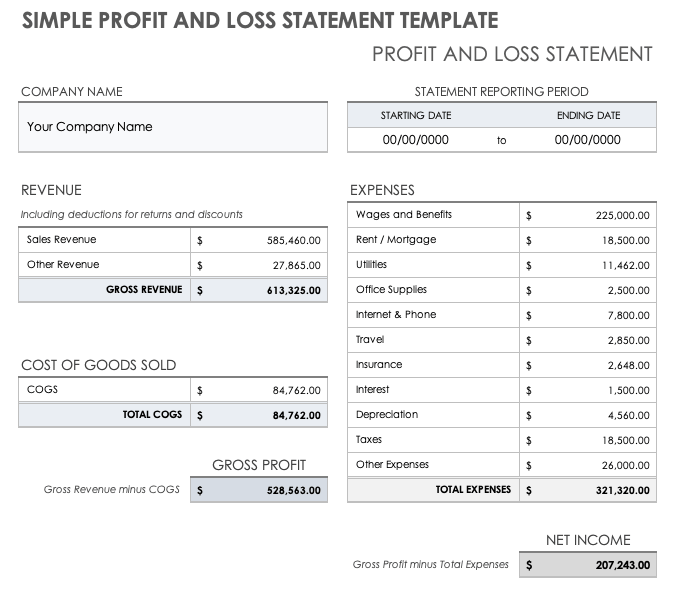 SIMPLE PROFIT AND LOSS STATEMENT TEMPLATE
PROFIT AND LOSS STATEMENT
COMPANY NAME
Your Company Name
STATEMENT REPORTING PERIOD
STARTING DATE ENDING DATE
00/00/0000 to 00/00/0000
REVENUE
Including deductions for returns and discounts
Sales Revenue $ 585,460.00
Other Revenue $ 27,865.00
GROSS REVENUE $ 613,325.00
COST OF GOODS SOLD
COGS $ 84,762.00
TOTAL COGS $ 84,762.00
GROSS PROFIT
Gross Revenue minus COGS $ 528,563.00
EXPENSES
Wages and Benefits $ 225,000.00
Rent / Mortgage $ 18,500.00
Utilities $ 11,462.00
Office Supplies $ 2,500.00
Internet & Phone $ 7,800.00
Travel $ 2,850.00
Insurance $ 2,648.00
Interest $ 1,500.00
Depreciation $ 4,560.00
Taxes $ 18,500.00
Other Expenses $ 26,000.00
TOTAL EXPENSES $ 321,320.00
NET INCOME
Gross Profit minus Total Expenses $ 207,243.00